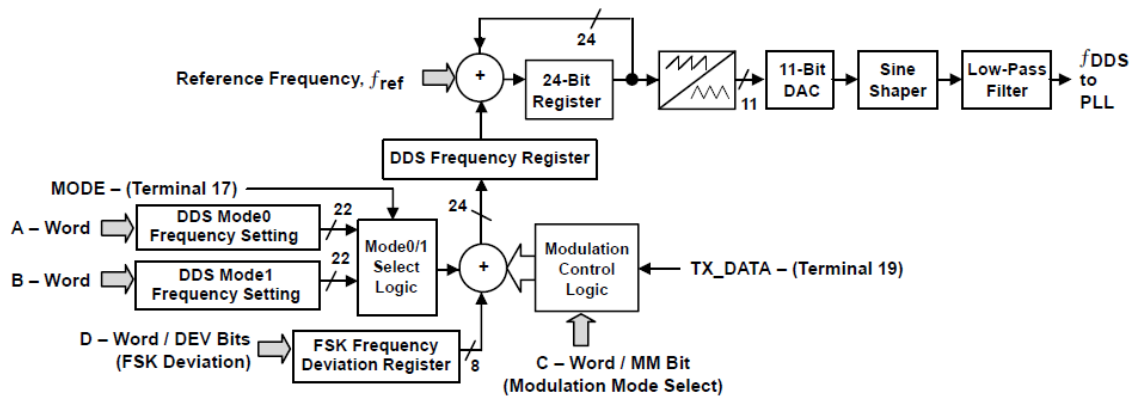 24
Reference Frequency, fref
+
24-Bit
Register
11
11-Bit
DAC
Sine
Shaper
Low-Pass
Filter
fDDS
to
PLL
DDS Frequency Register
MODE – (Terminal 17)
24
A – Word
DDS Mode0
Frequency Setting
22
Mode0/1
Select
Logic
+
Modulation
Control
Logic
TX_DATA – (Terminal 19)
B – Word
DDS Mode1
Frequency Setting
22
D – Word / DEV Bits
(FSK Deviation)
FSK Frequency
Deviation Register
8
C – Word / MM Bit
(Modulation Mode Select)